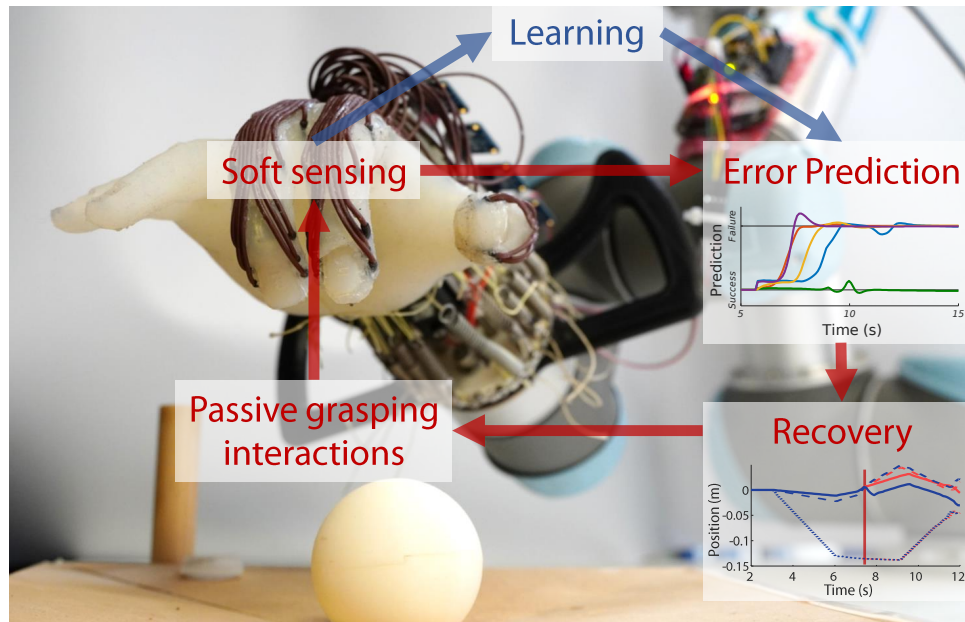 Learning
Soft sensing
Error Prediction
Prediction
Failure
Success
5
10
15
Time (s)
Passive grasping
interactions
Recovery
Position (m)
0
-0.05
-0.1
-0.15
2
4
6
8
10
12
Time (s)